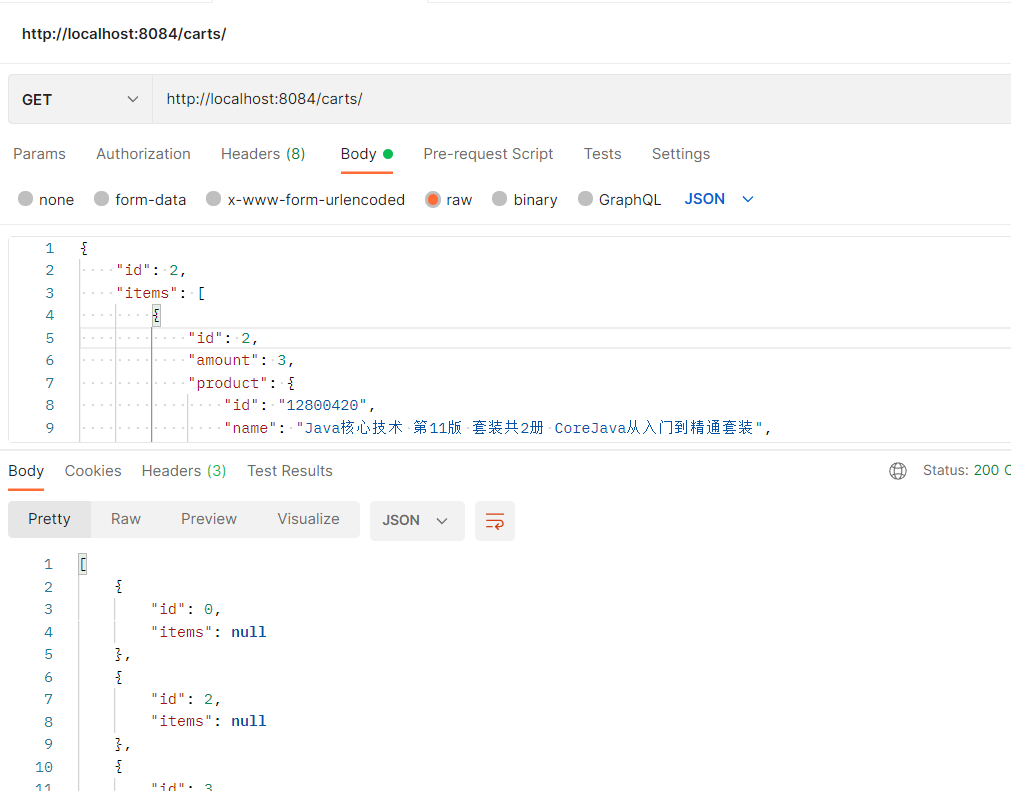 http://localhost:8084/carts/
GET http://localhost:8084/carts/
Params Authorization Headers (8) Body Pre-request Script Tests Settings
none form-data x-www-form-urlencoded raw binary GraphQL JSON
1 {
2 "id": 2,
3 "items": [
4 {
5 "id": 2,
6 "amount": 3,
7 "product": {
8 "id": "12800420",
9 "name": "Java核心技术 第11版 套装共2册 CoreJava从入门到精通套装",
Body Cookies Headers (3) Test Results Status: 200
Pretty Raw Preview Visualize JSON
1 [
2 {
3 "id": 0,
4 "items": null
5 },
6 {
7 "id": 2,
8 "items": null
9 },
10 {
11 "id": 3